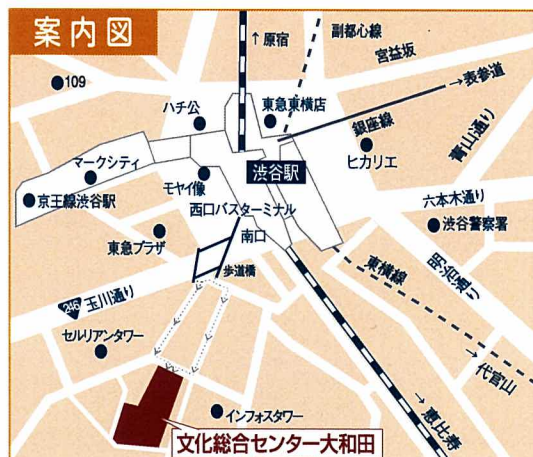 案内図
↑原宿
副都心線
宮益坂
109
→表参道
ハチ公
東急東横店
銀座線
青山通り
ヒカリエ
マークシティ
渋谷駅
モヤイ像
京王線渋谷駅
西口バスターミナル
六本木通り
渋谷警察署
東急プラザ
南口
歩道橋
東横線
明治通り
246
玉川通り
セルリアンタワー
→代官山
→恵比寿
インフォスタワー
文化総合センター大和田